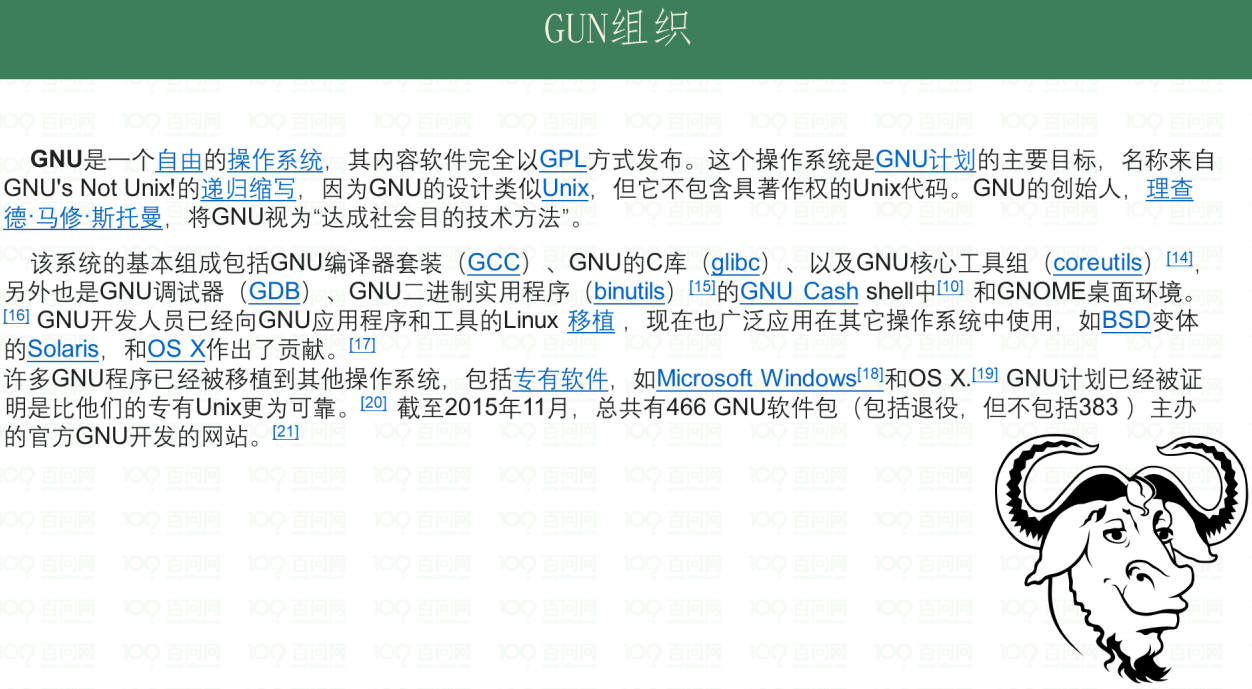 GUN组织
GNU是一个自由的操作系统，其内容软件完全以GPL方式发布。这个操作系统是GNU计划的主要目标，名称来自
GNU's Not Unix!的递归缩写，因为GNU的设计类似Unix，但它不包含具著作权的Unix代码。GNU的创始人，理查
德·马修·斯托曼，将GNU视为“达成社会目的技术方法”。
该系统的基本组成包括GNU编译器套装（GCC）、GNU的C库（glibc）、以及GNU核心工具组（coreutils）[14]，
另外也是GNU调试器（GDB）、GNU二进制实用程序（binutils）[15]的GNU Cash shell中[10] 和GNOME桌面环境。
[16] GNU开发人员已经向GNU应用程序和工具的Linux 移植 ，现在也广泛应用在其它操作系统中使用，如BSD变体
的Solaris，和OS X作出了贡献。[17]
许多GNU程序已经被移植到其他操作系统，包括专有软件，如Microsoft Windows[18]和OS X.[19] GNU计划已经被证
明是比他们的专有Unix更为可靠。[20] 截至2015年11月，总共有466 GNU软件包（包括退役，但不包括383 ）主办
的官方GNU开发的网站。[21]